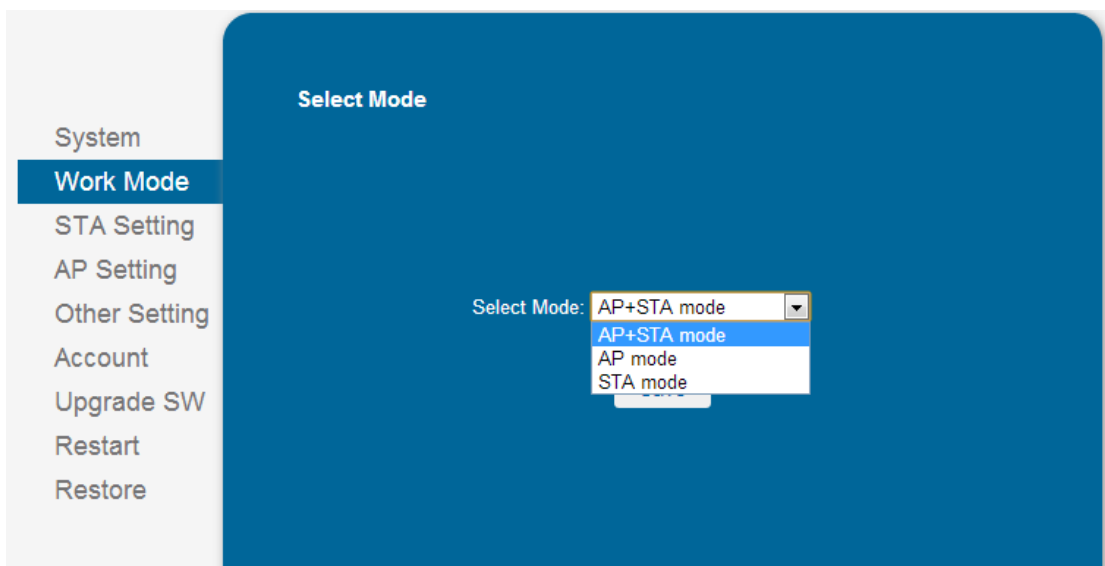 System
Work Mode
STA Setting
AP Setting
Other Setting
Account
Upgrade SW
Restart
Restore
Select Mode
Select Mode: AP+STA mode
AP+STA mode
AP mode
STA mode